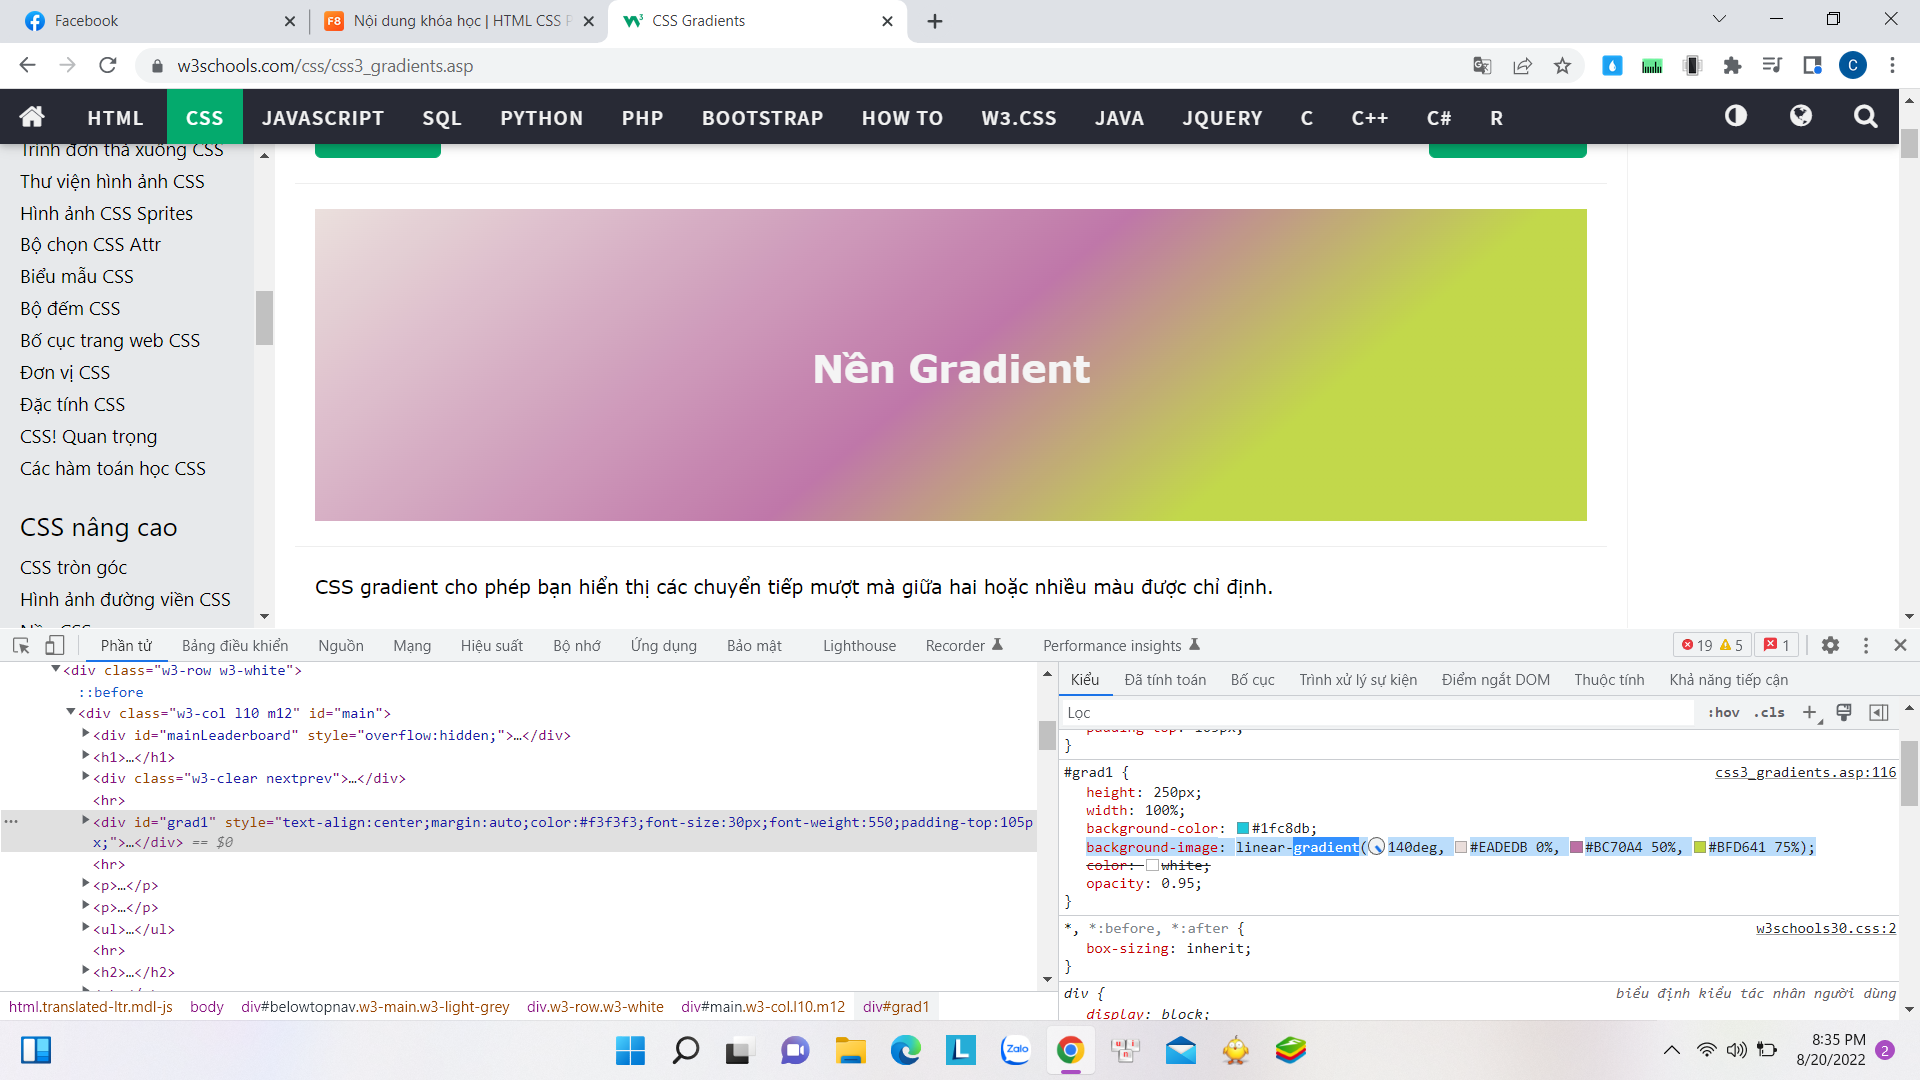 Facebook
F8 Nội dung khóa học | HTML CSS P
CSS Gradients
w3schools.com/css/css3_gradients.asp
C
HTML CSS JAVASCRIPT SQL PYTHON PHP BOOTSTRAP HOW TO W3.CSS JAVA JQUERY C C++ C# R
Trình đơn thả xuống CSS
Thư viện hình ảnh CSS
Hình ảnh CSS Sprites
Bộ chọn CSS Attr
Biểu mẫu CSS
Bộ đếm CSS
Bố cục trang web CSS
Đơn vị CSS
Đặc tính CSS
CSS! Quan trọng
Các hàm toán học CSS
CSS nâng cao
CSS tròn góc
Hình ảnh đường viền CSS
Nền Gradient
CSS gradient cho phép bạn hiển thị các chuyển tiếp mượt mà giữa hai hoặc nhiều màu được chỉ định.
Phần tử Bảng điều khiển Nguồn Mạng Hiệu suất Bộ nhớ Ứng dụng Bảo mật Lighthouse Recorder Performance insights 19 5 1
<div class="w3-row w3-white">
::before
<div class="w3-col l10 m12" id="main">
<div id="mainLeaderboard" style="overflow:hidden;">…</div>
<h1>…</h1>
<div class="w3-clear nextprev">…</div>
<hr>
<div id="grad1" style="text-align:center;margin:auto;color:#f3f3f3;font-size:30px;font-weight:550;padding-top:105p
x;">…</div> == $0
<hr>
<p>…</p>
<p>…</p>
<ul>…</ul>
<hr>
<h2>…</h2>
html.translated-ltr.mdl-js body div#belowtopnav.w3-main.w3-light-grey div.w3-row.w3-white div#main.w3-col.l10.m12 div#grad1
Kiểu Đã tính toán Bố cục Trình xử lý sự kiện Điểm ngắt DOM Thuộc tính Khả năng tiếp cận
Lọc :hov .cls
padding-top: 105px;
}
#grad1 { css3_gradients.asp:116
height: 250px;
width: 100%;
background-color: #1fc8db;
background-image: linear-gradient(140deg, #EADEDB 0%, #BC70A4 50%, #BFD641 75%);
color: white;
opacity: 0.95;
}
*, *:before, *:after { w3schools30.css:2
box-sizing: inherit;
}
div { biểu định kiểu tác nhân người dùng
display: block;
Zalo
8:35 PM
8/20/2022
2